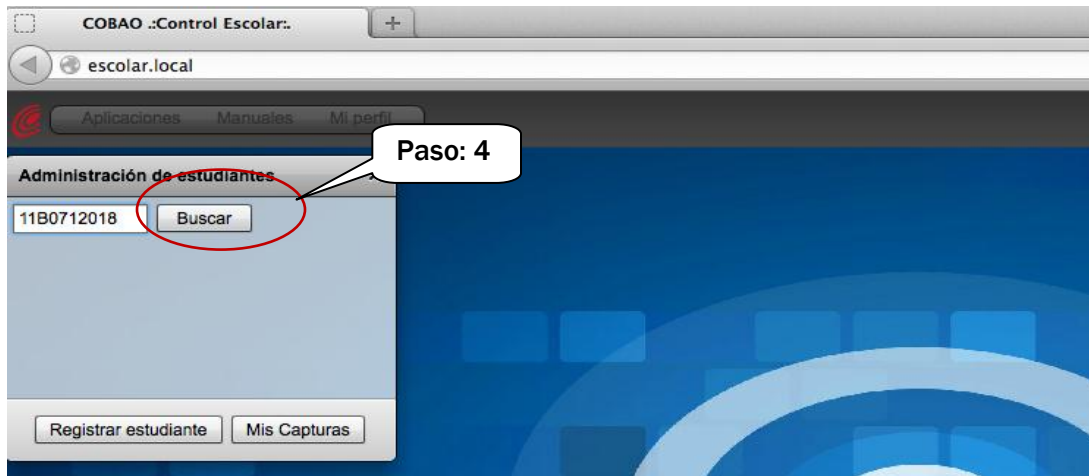 COBAO .:Control Escolar:.
escolar.local
Aplicaciones Manuales Mi perfil
Paso: 4
Administración de estudiantes
11B0712018 Buscar
Registrar estudiante Mis Capturas